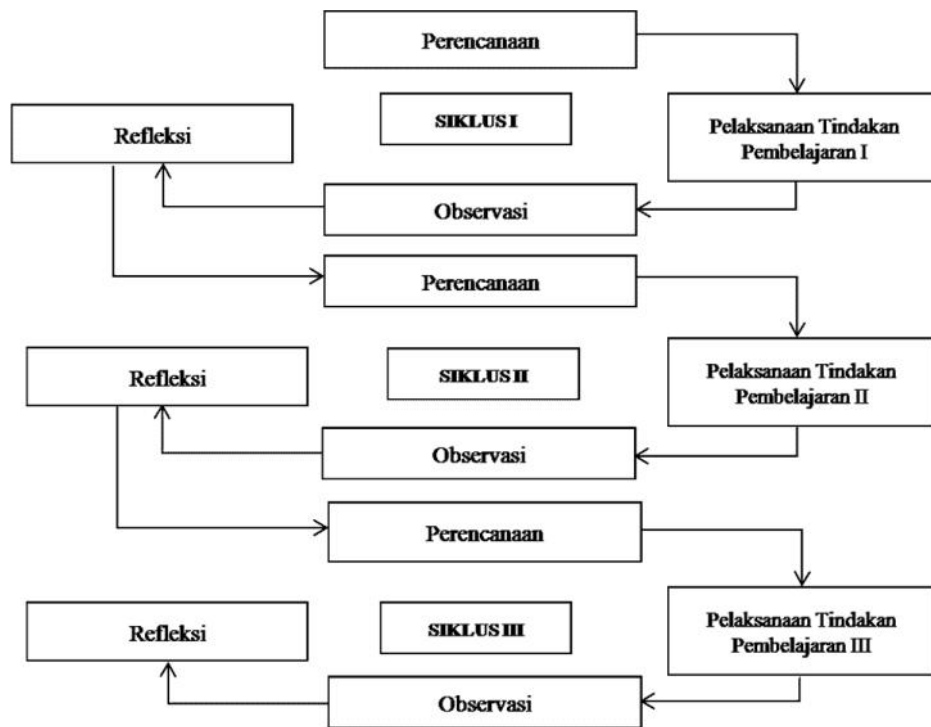 Perencanaan
SIKLUS I
Refleksi
Pelaksanaan Tindakan
Pembelajaran I
Observasi
Perencanaan
SIKLUS II
Refleksi
Pelaksanaan Tindakan
Pembelajaran II
Observasi
Perencanaan
SIKLUS III
Refleksi
Pelaksanaan Tindakan
Pembelajaran III
Observasi